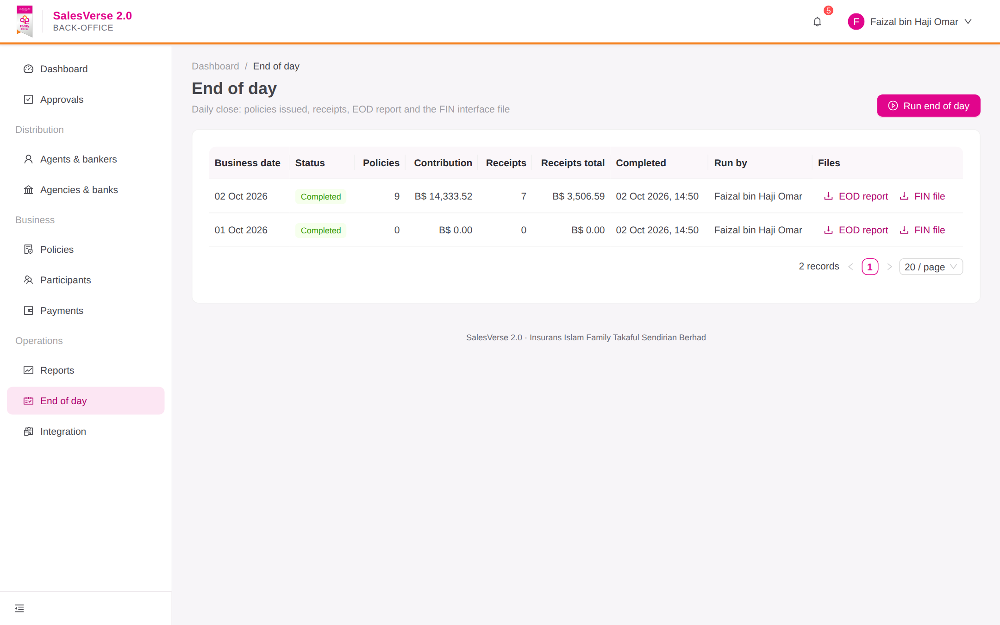 SalesVerse 2.0
BACK-OFFICE
Family
Takaful
5
F
Faizal bin Haji Omar
Dashboard
Approvals
Distribution
Agents & bankers
Agencies & banks
Business
Policies
Participants
Payments
Operations
Reports
End of day
Integration
Dashboard / End of day
End of day
Daily close: policies issued, receipts, EOD report and the FIN interface file
Run end of day
Business date Status Policies Contribution Receipts Receipts total Completed Run by Files
02 Oct 2026 Completed 9 B$ 14,333.52 7 B$ 3,506.59 02 Oct 2026, 14:50 Faizal bin Haji Omar EOD report FIN file
01 Oct 2026 Completed 0 B$ 0.00 0 B$ 0.00 02 Oct 2026, 14:50 Faizal bin Haji Omar EOD report FIN file
2 records 1 20 / page
SalesVerse 2.0 · Insurans Islam Family Takaful Sendirian Berhad